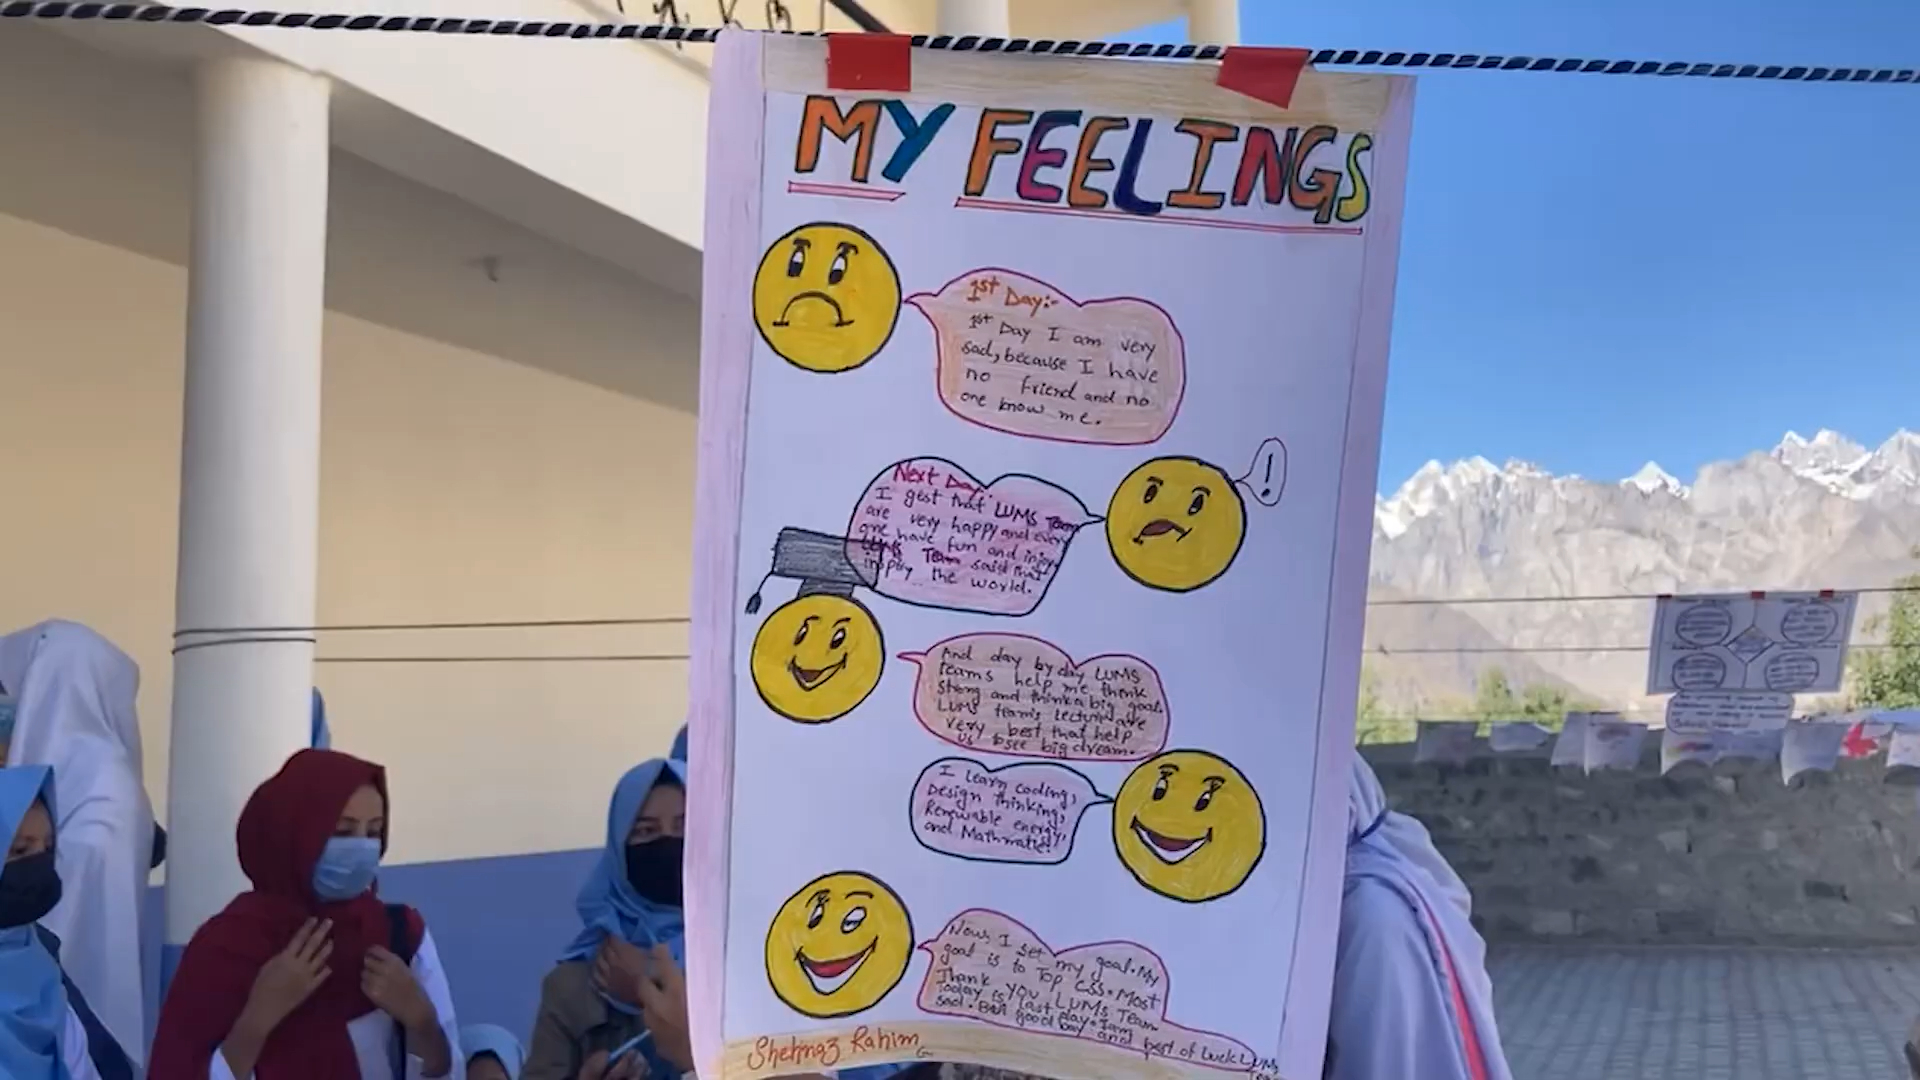 MY FEELINGS
1st Day:-
1st Day I am very
sad, because I have
no friend and no
one know me.
!
Next Day:
I gest that LUMS Team
are very happy and every
one have fun and injoy
LUMS Team said that
the world.
And day by day LUMS
teams help me thenk
strong and think a big goal.
LUMS team's lecture are
very best that help
us to see big dream.
I learn coding,
Design thinking,
Renewable energy,
and Mathmatic.
Now, I set my goal. My
goal is to Top CSS. Most
Thank you LUMS Team
Today is last day. I am
sad. But good bay and best of luck LUMS
Shehnaz Rahim